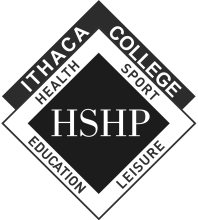 ITHACA
COLLEGE
HEALTH
SPORT
HSHP
EDUCATION
LEISURE